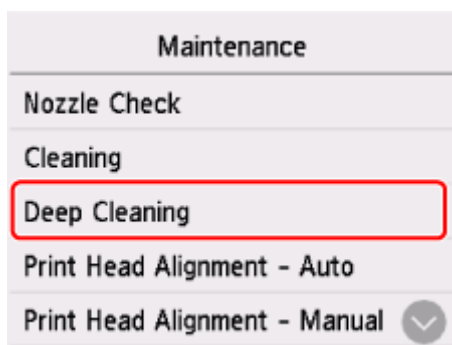 Maintenance
Nozzle Check
Cleaning
Deep Cleaning
Print Head Alignment - Auto
Print Head Alignment - Manual